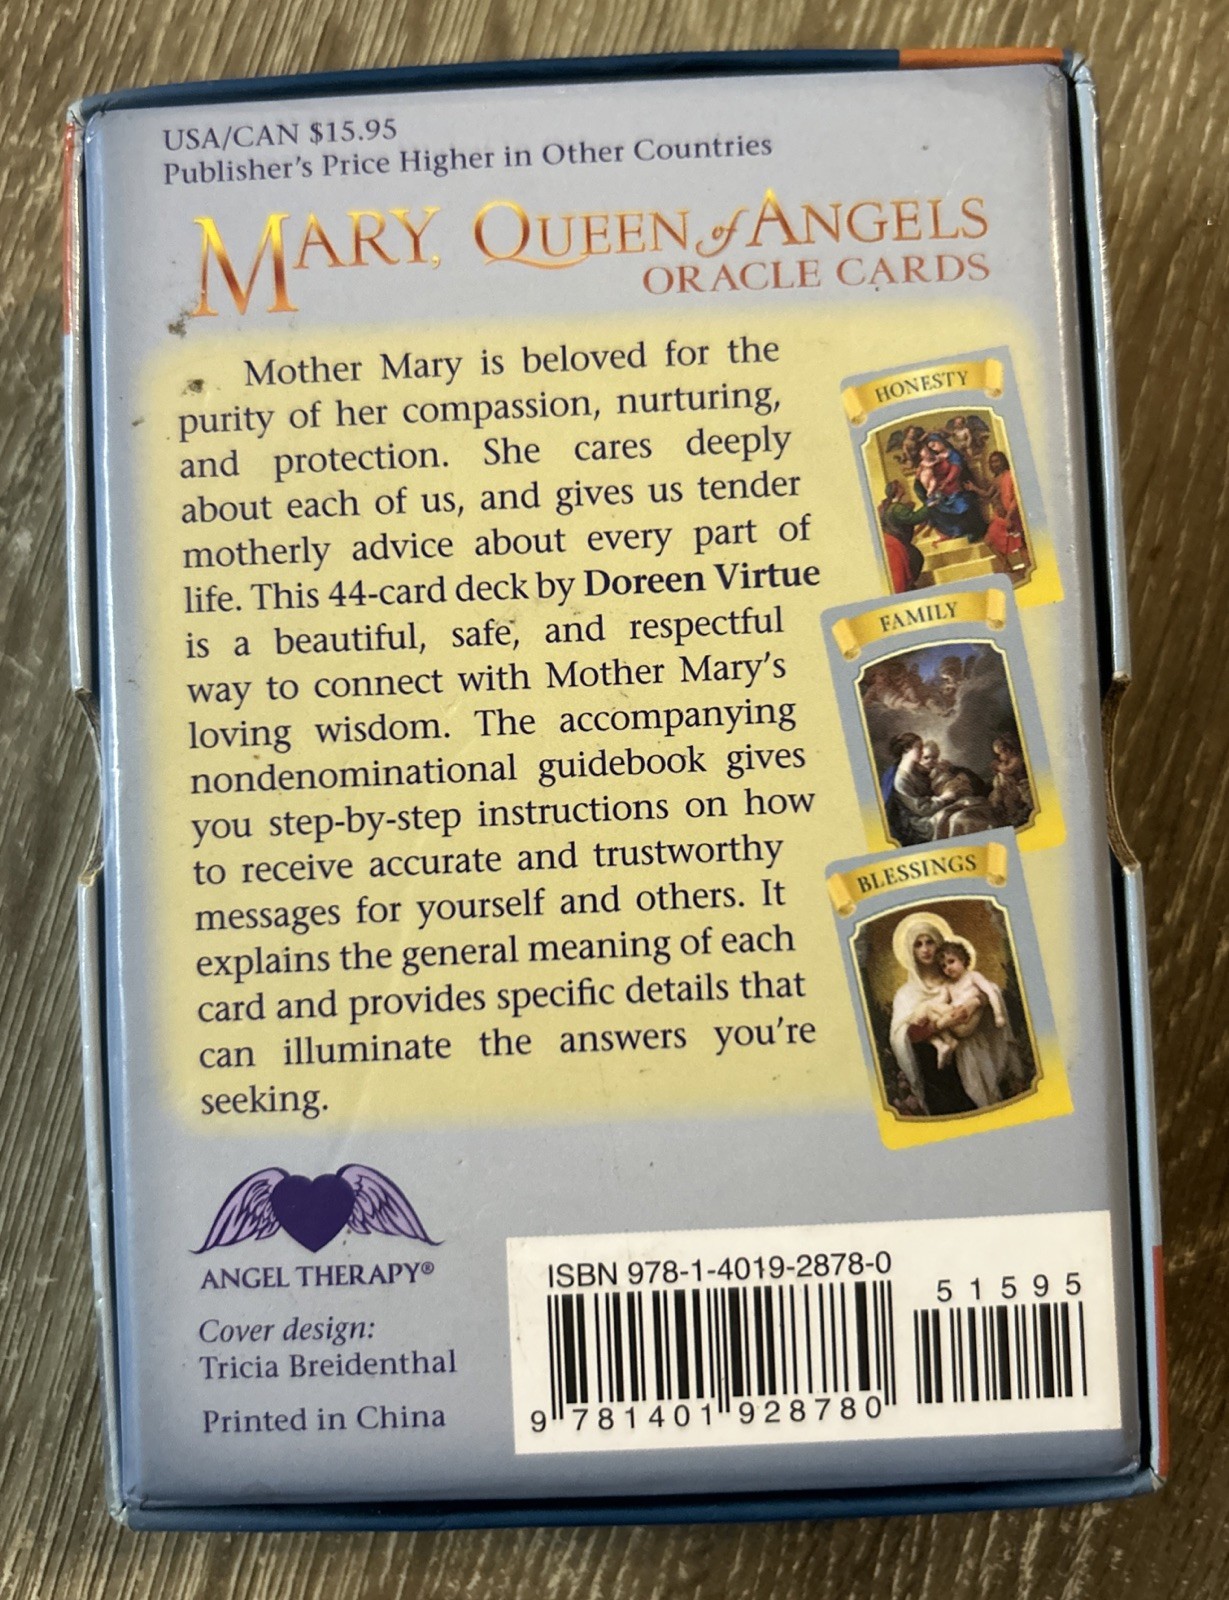 USA/CAN $15.95
Publisher's Price Higher in Other Countries
MARY, QUEEN of ANGELS
ORACLE CARDS
Mother Mary is beloved for the
purity of her compassion, nurturing,
and protection. She cares deeply
about each of us, and gives us tender
motherly advice about every part of
life. This 44-card deck by Doreen Virtue
is a beautiful, safe, and respectful
way to connect with Mother Mary's
loving wisdom. The accompanying
nondenominational guidebook gives
you step-by-step instructions on how
to receive accurate and trustworthy
messages for yourself and others. It
explains the general meaning of each
card and provides specific details that
can illuminate the answers you're
seeking.
HONESTY
FAMILY
BLESSINGS
ANGEL THERAPY®
Cover design:
Tricia Breidenthal
Printed in China
ISBN 978-1-4019-2878-0
51595
9 781401 928780